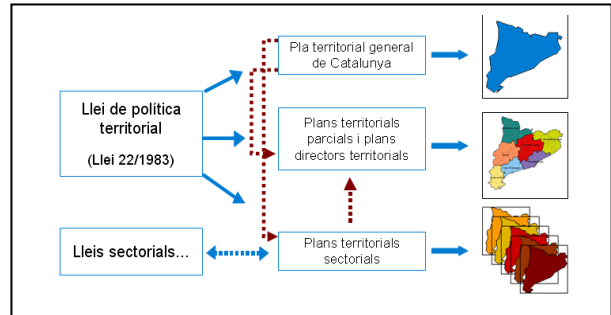 Pla territorial general
de Catalunya
Llei de política
territorial
(Llei 22/1983)
Plans territorials
parcials i plans
directors territorials
Lleis sectorials…
Plans territorials
sectorials